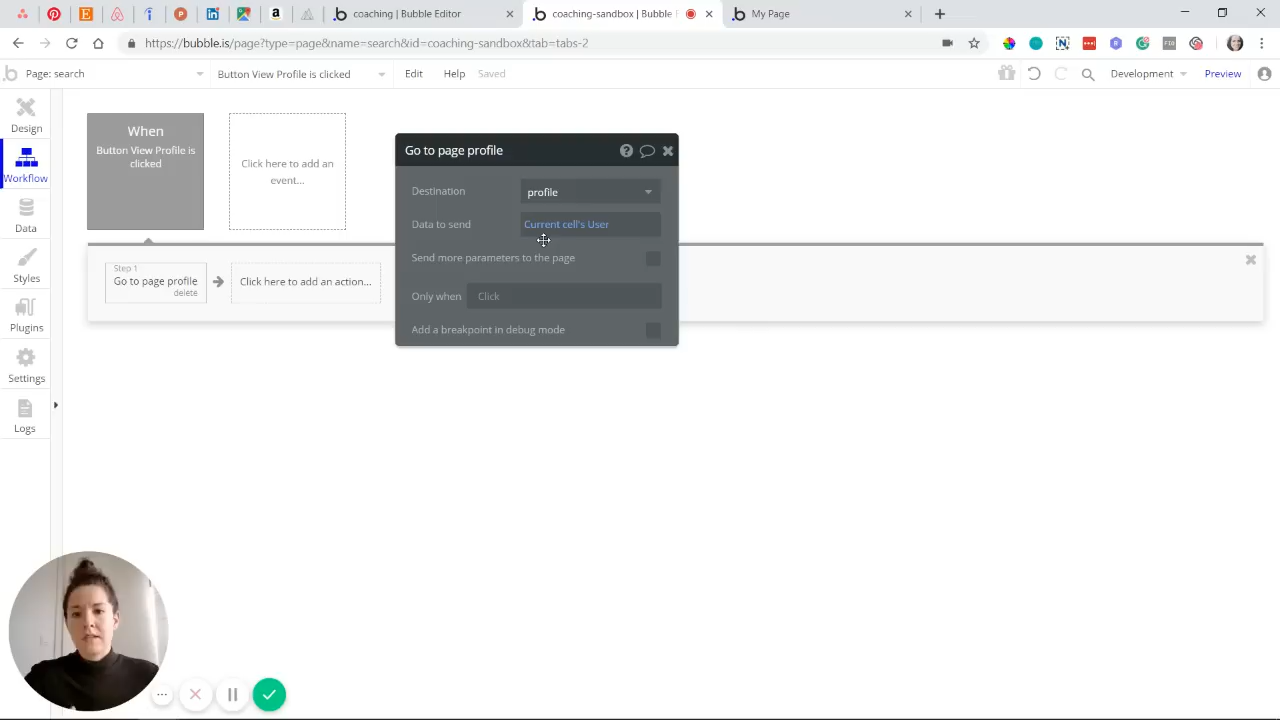 coaching | Bubble Editor
coaching-sandbox | Bubble
My Page
https://bubble.is/page?type=page&name=search&id=coaching-sandbox&tab=tabs-2
Page: search
Button View Profile is clicked
Edit
Help
Saved
Development
Preview
Design
Workflow
Data
Styles
Plugins
Settings
Logs
When
Button View Profile is
clicked
Click here to add an
event...
Step 1
Go to page profile
delete
Click here to add an action...
Go to page profile
Destination
profile
Data to send
Current cell's User
Send more parameters to the page
Only when
Click
Add a breakpoint in debug mode